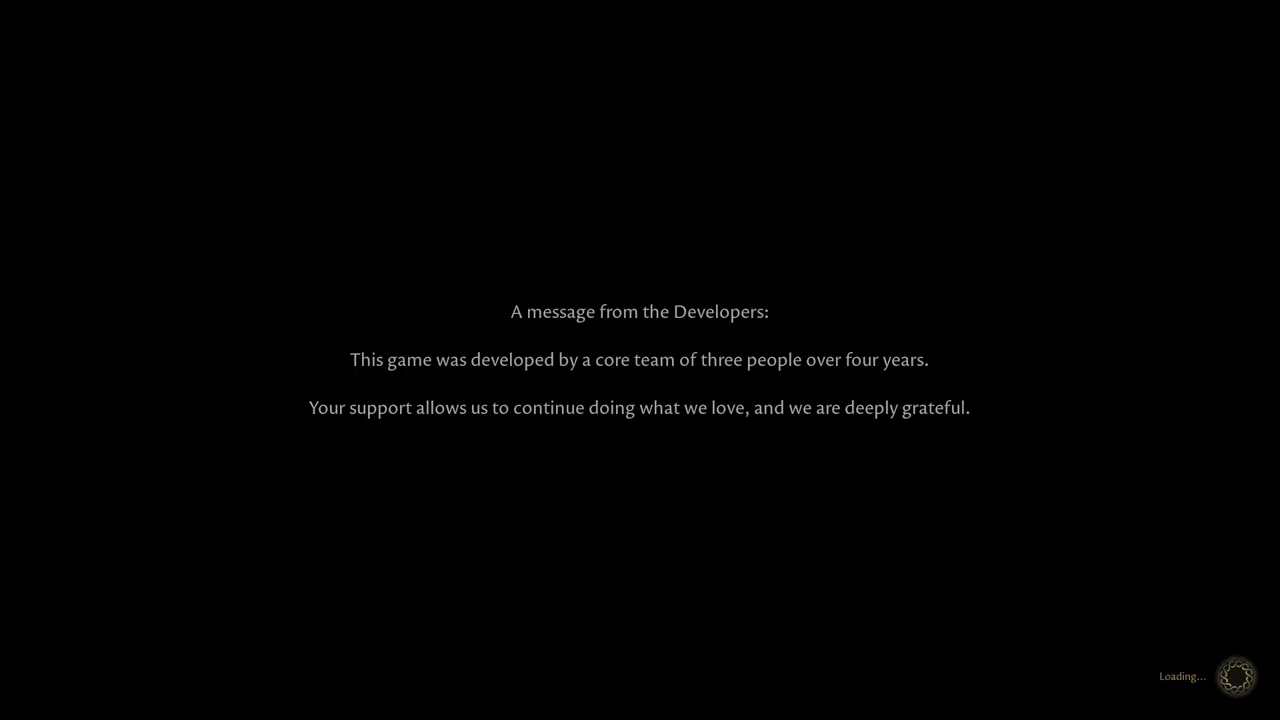 A message from the Developers:
This game was developed by a core team of three people over four years.
Your support allows us to continue doing what we love, and we are deeply grateful.
Loading...